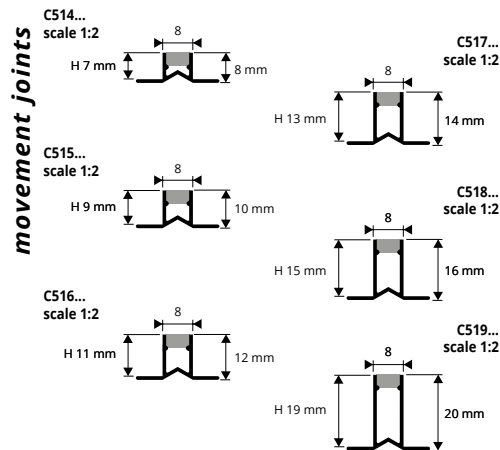 movement joints
C514...
scale 1:2
8
H 7 mm
8 mm
C515...
scale 1:2
8
H 9 mm
10 mm
C516...
scale 1:2
8
H 11 mm
12 mm
C517...
scale 1:2
8
H 13 mm
14 mm
C518...
scale 1:2
8
H 15 mm
16 mm
C519...
scale 1:2
8
H 19 mm
20 mm